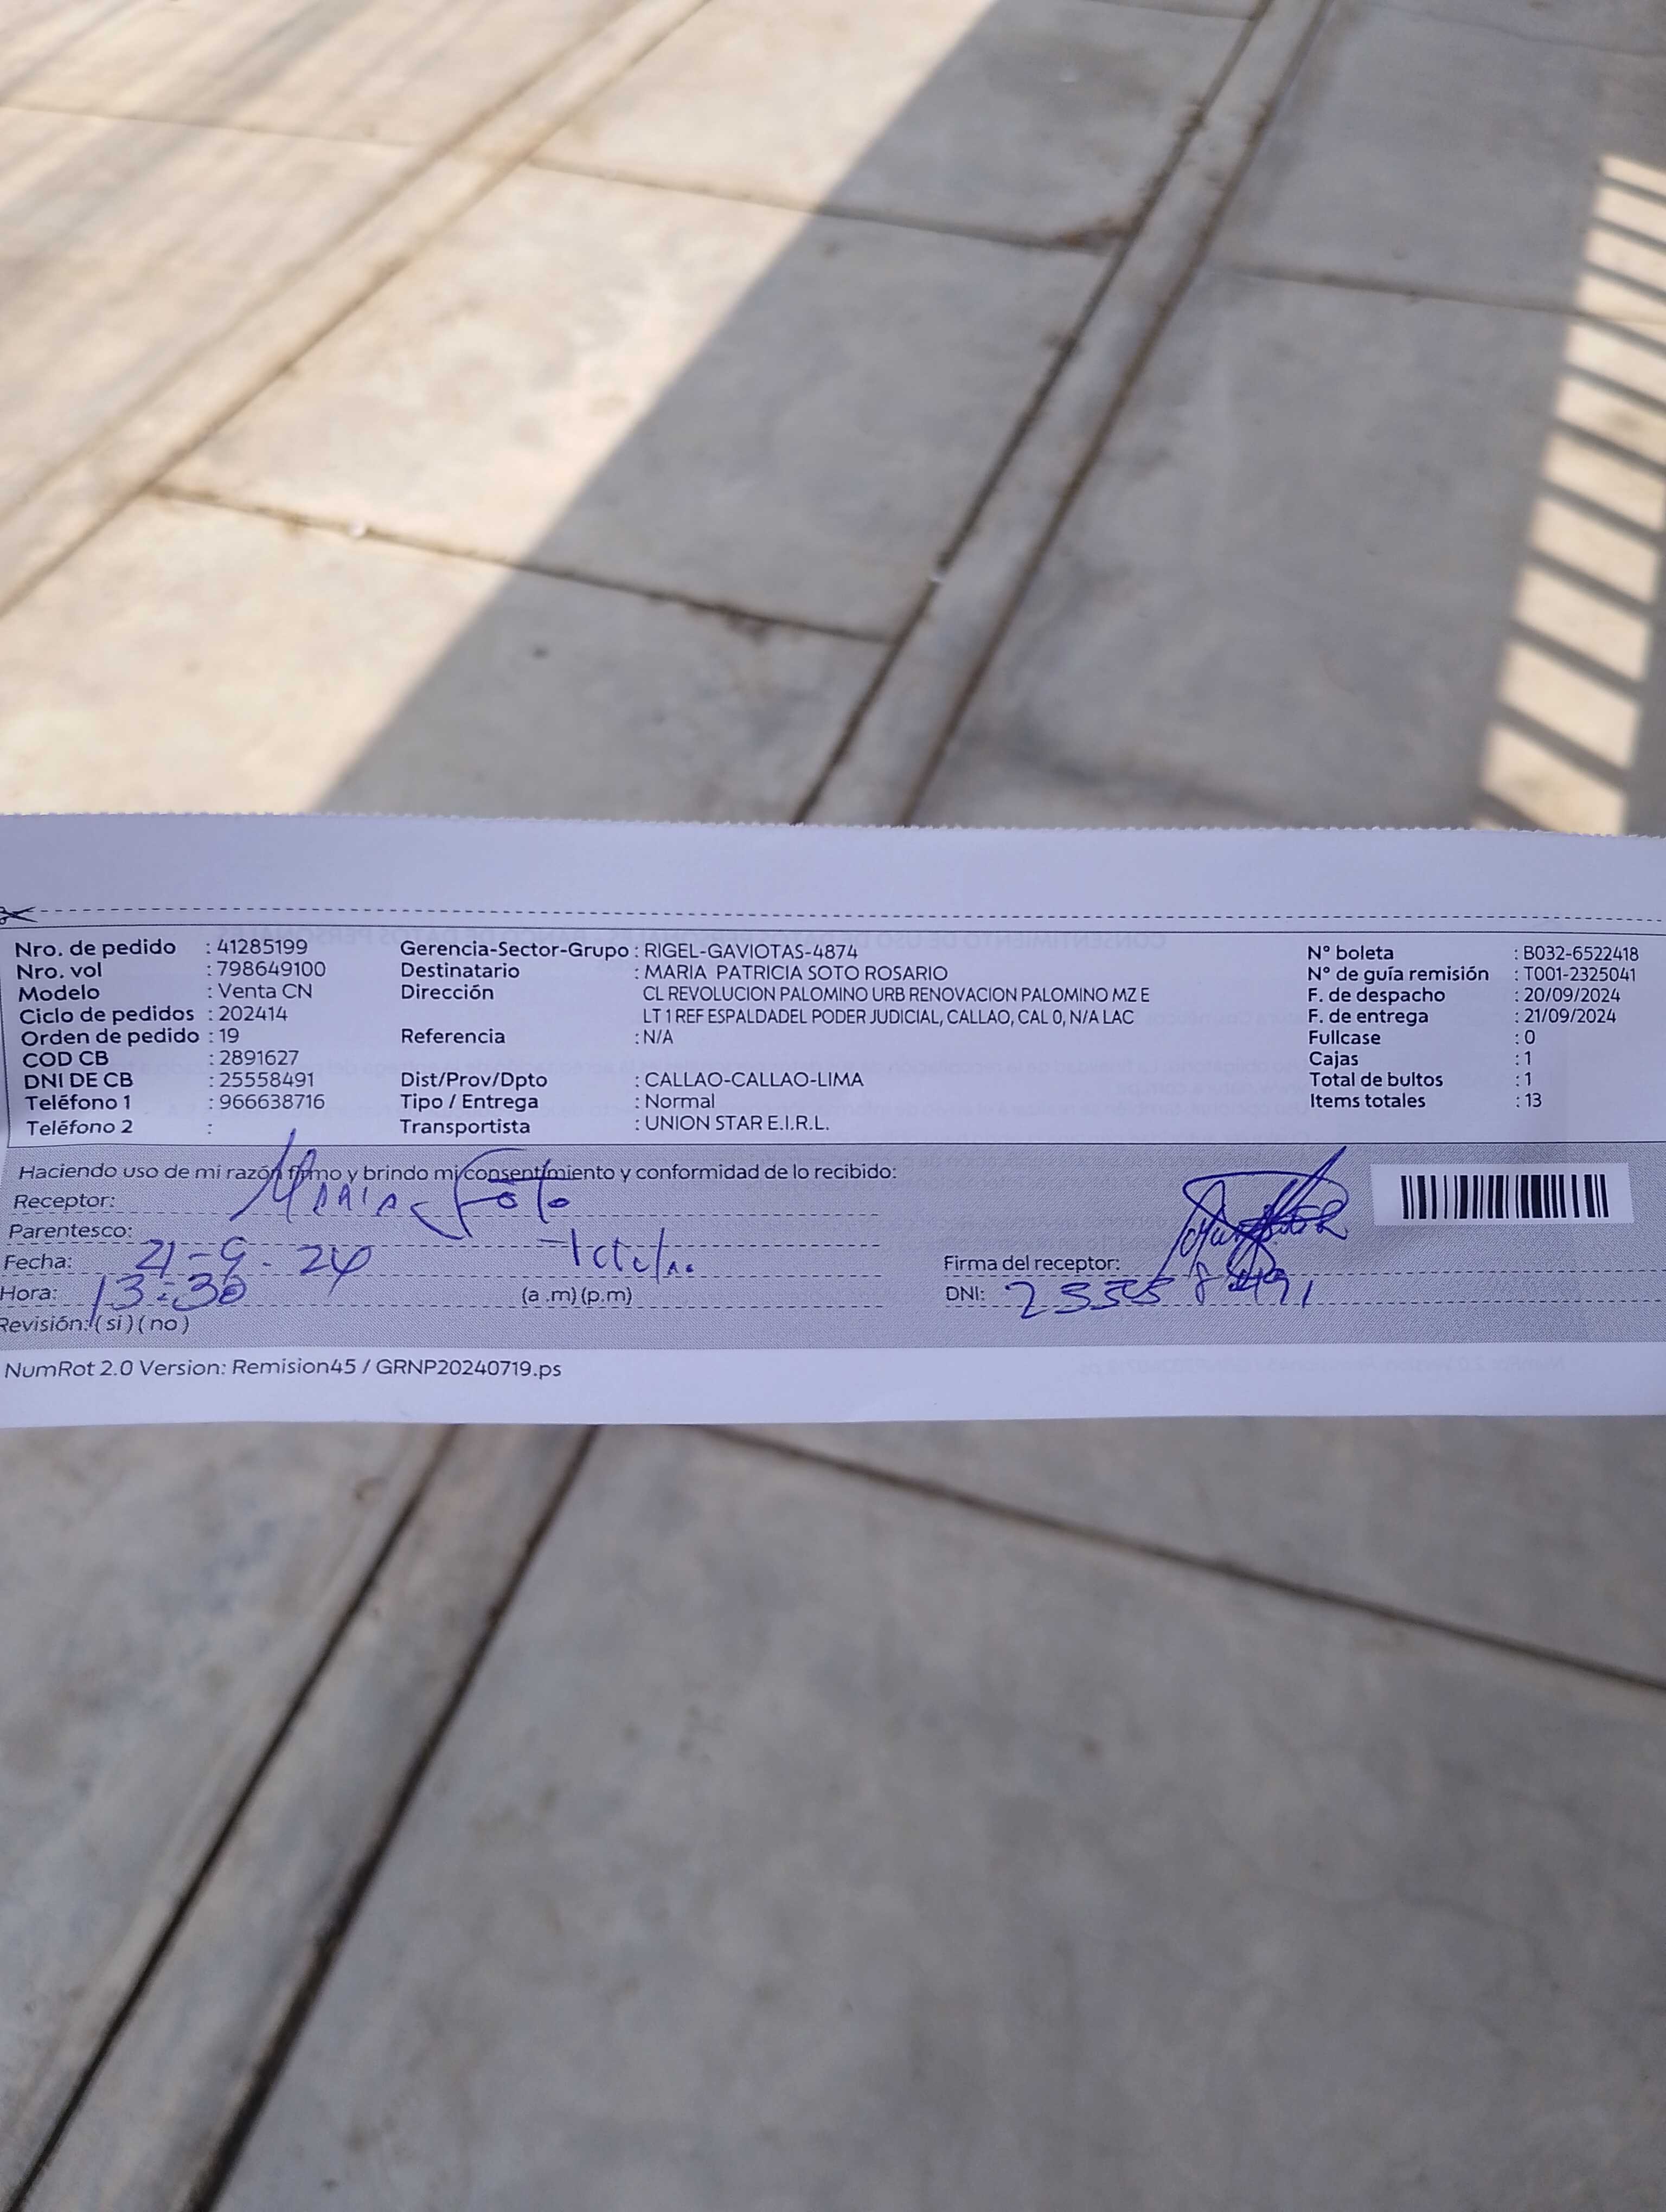 Nro. de pedido : 41285199 Gerencia-Sector-Grupo : RIGEL-GAVIOTAS-4874 N° boleta : B032-6522418
Nro. vol : 798649100 Destinatario : MARIA PATRICIA SOTO ROSARIO N° de guía remisión : T001-2325041
Modelo : Venta CN Dirección CL REVOLUCION PALOMINO URB RENOVACION PALOMINO MZ E F. de despacho : 20/09/2024
Ciclo de pedidos : 202414 LT 1 REF ESPALDADEL PODER JUDICIAL, CALLAO, CAL 0, N/A LAC F. de entrega : 21/09/2024
Orden de pedido : 19 Referencia : N/A Fullcase : 0
COD CB : 2891627 Cajas : 1
DNI DE CB : 25558491 Dist/Prov/Dpto : CALLAO-CALLAO-LIMA Total de bultos : 1
Teléfono 1 : 966638716 Tipo / Entrega : Normal Items totales : 13
Teléfono 2 : Transportista : UNION STAR E.I.R.L.
Haciendo uso de mi razón firmo y brindo mi consentimiento y conformidad de lo recibido:
Receptor: Maria Soto
Parentesco:
Fecha: 21-9-24 Firma del receptor:
Hora: 13:30 (a .m) (p.m) DNI: 25558491
Revisión: ( si ) ( no )
NumRot 2.0 Version: Remision45 / GRNP20240719.ps